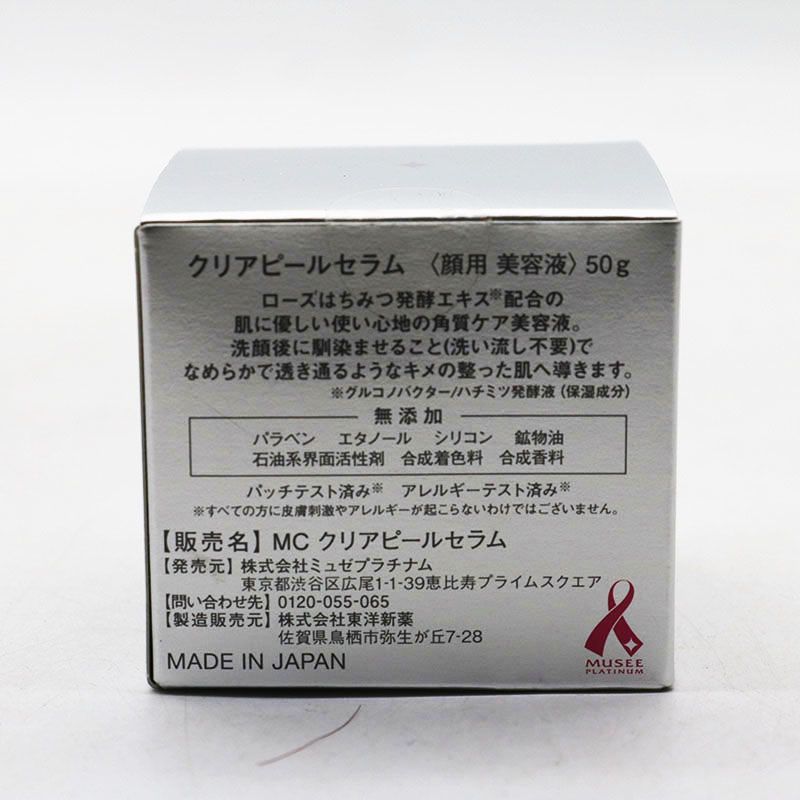 クリアピールセラム 〈顔用 美容液〉 50g
ローズはちみつ発酵エキス※配合の
肌に優しい使い心地の角質ケア美容液。
洗顔後に馴染ませること(洗い流し不要)で
なめらかで透き通るようなキメの整った肌へ導きます。
※グルコノバクター/ハチミツ発酵液 (保湿成分)
無添加
パラベン エタノール シリコン 鉱物油
石油系界面活性剤 合成着色料 合成香料
パッチテスト済み※ アレルギーテスト済み※
※すべての方に皮膚刺激やアレルギーが起こらないわけではございません。
【販売名】MC クリアピールセラム
【発売元】株式会社ミュゼプラチナム
東京都渋谷区広尾1-1-39恵比寿プライムスクエア
【問い合わせ先】0120-055-065
【製造販売元】株式会社東洋新薬
佐賀県鳥栖市弥生が丘7-28
MADE IN JAPAN
MUSEE
PLATINUM